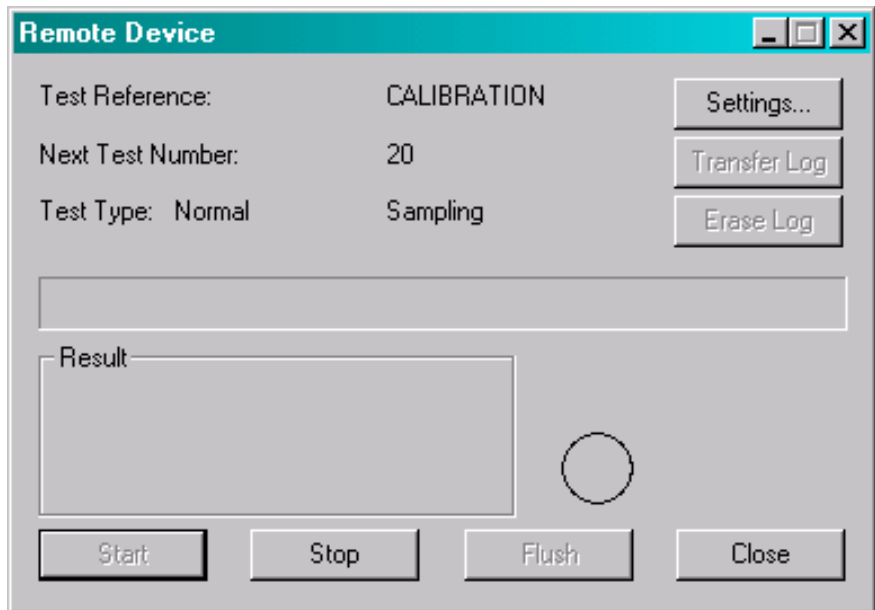 Remote Device
Test Reference: CALIBRATION Settings...
Next Test Number: 20 Transfer Log
Test Type: Normal Sampling Erase Log
Result
Start Stop Flush Close